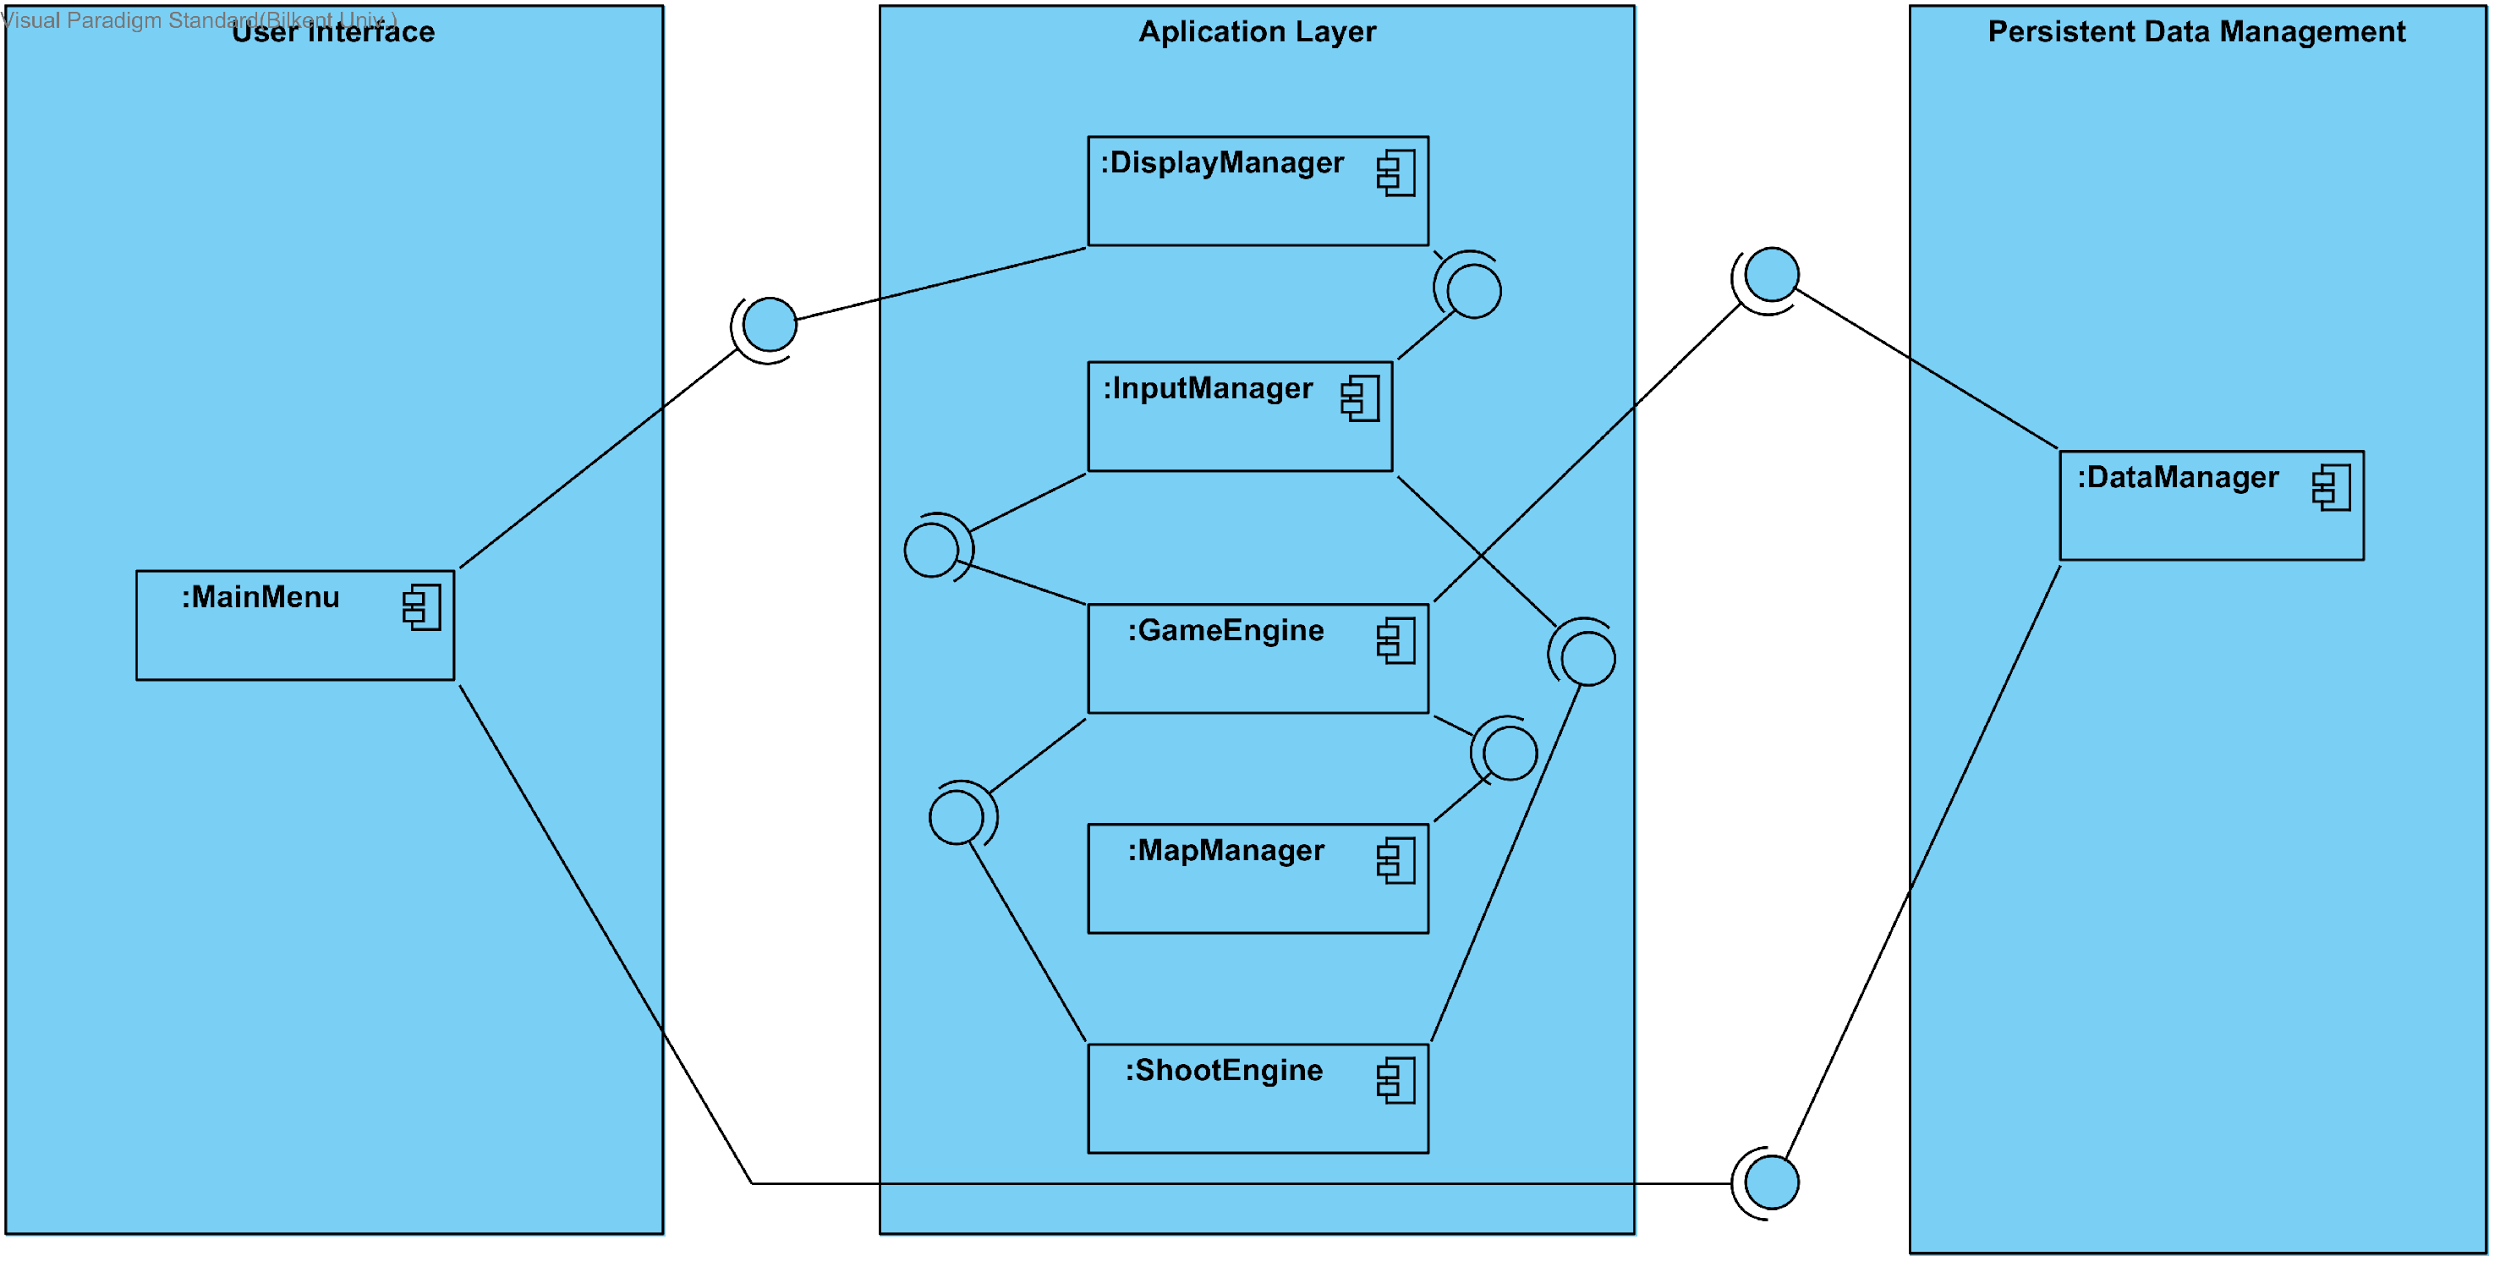 Visual Paradigm Standard(Bilkent Univ.)
User interface
Aplication Layer
Persistent Data Management
:DisplayManager
:InputManager
:DataManager
:MainMenu
:GameEngine
:MapManager
:ShootEngine